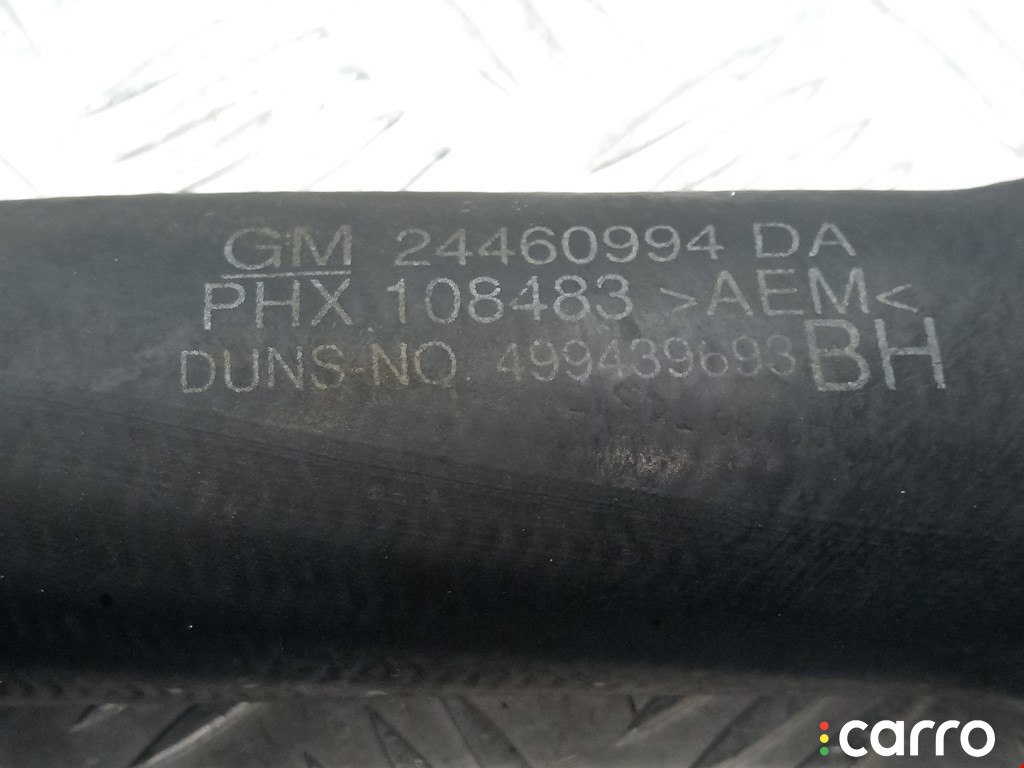 GM 24460994 DA
PHX 108483 >AEM<
DUNS NO 499439693 BH
carro